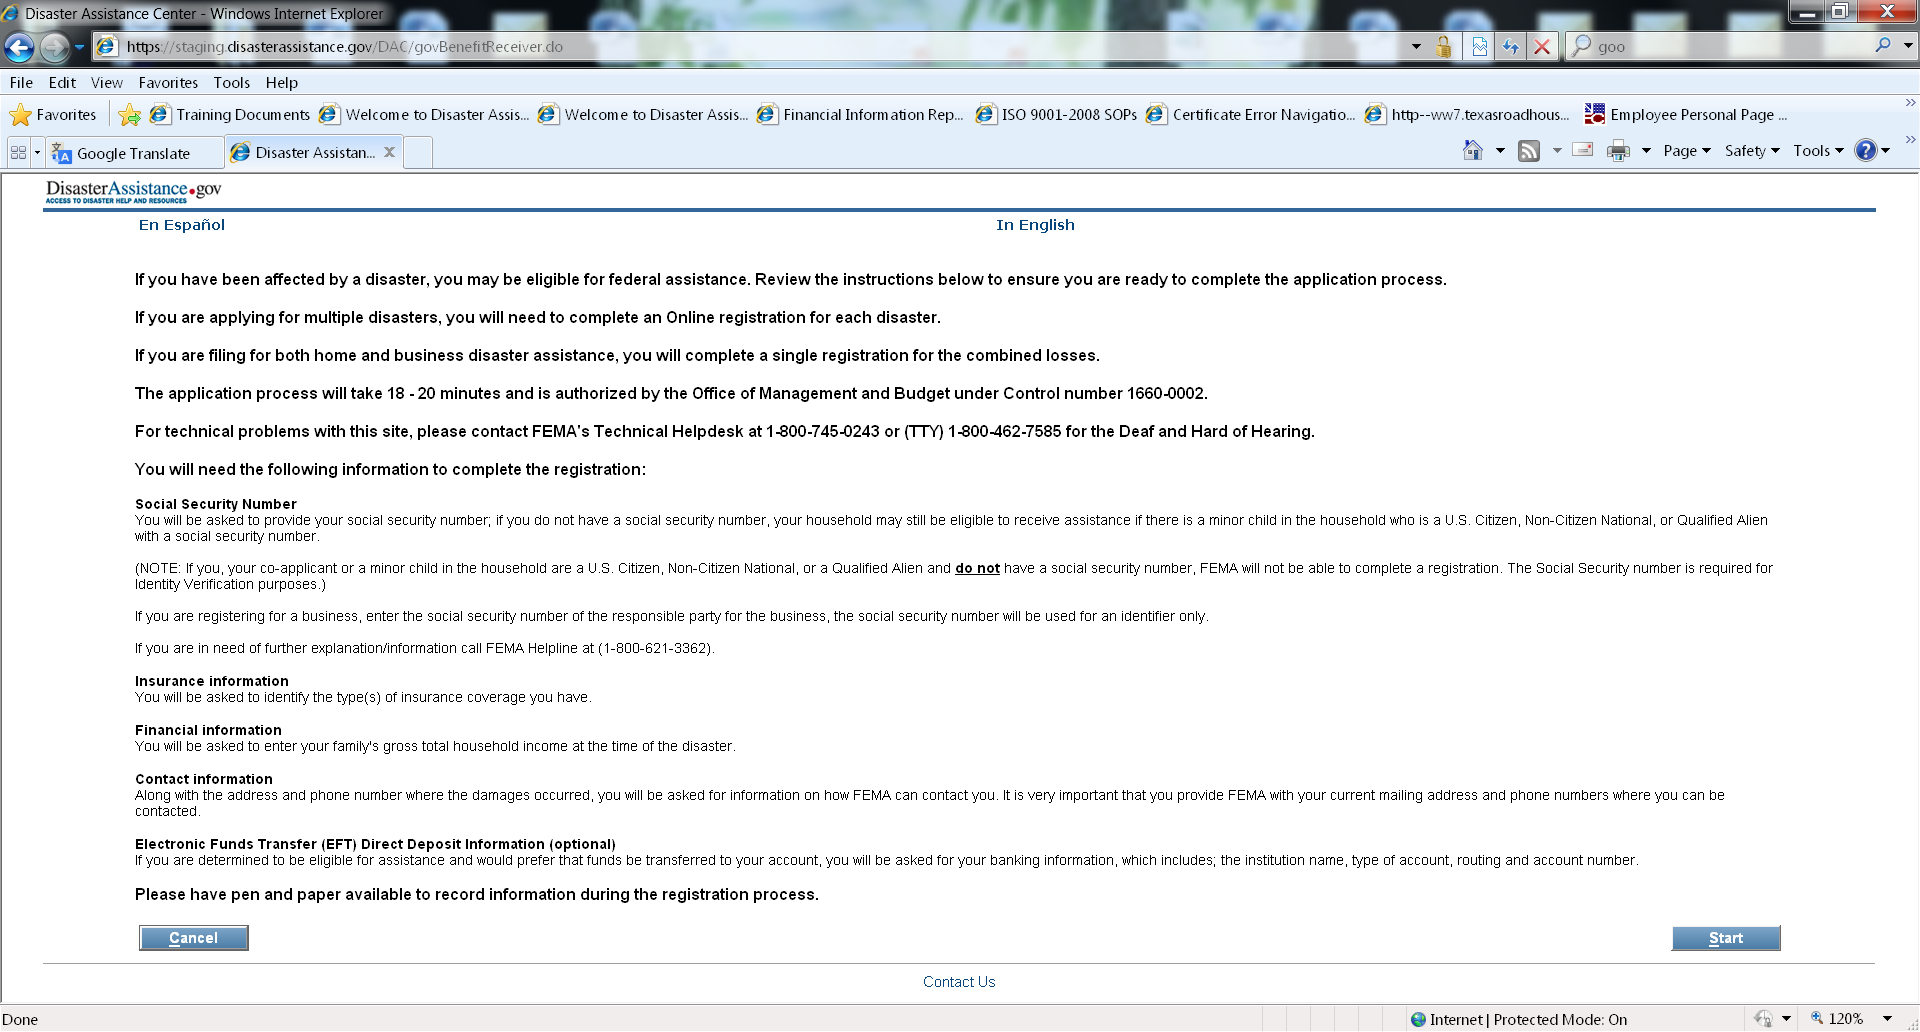 Disaster Assistance Center - Windows Internet Explorer
https://staging.disasterassistance.gov/DAC/govBenefitReceiver.do
goo
File Edit View Favorites Tools Help
Favorites Training Documents Welcome to Disaster Assis... Welcome to Disaster Assis... Financial Information Rep... ISO 9001-2008 SOPs Certificate Error Navigatio... http--ww7.texasroadhous... Employee Personal Page ...
Google Translate Disaster Assistan... Page Safety Tools
DisasterAssistance.gov
ACCESS TO DISASTER HELP AND RESOURCES
En Español In English
If you have been affected by a disaster, you may be eligible for federal assistance. Review the instructions below to ensure you are ready to complete the application process.
If you are applying for multiple disasters, you will need to complete an Online registration for each disaster.
If you are filing for both home and business disaster assistance, you will complete a single registration for the combined losses.
The application process will take 18 - 20 minutes and is authorized by the Office of Management and Budget under Control number 1660-0002.
For technical problems with this site, please contact FEMA's Technical Helpdesk at 1-800-745-0243 or (TTY) 1-800-462-7585 for the Deaf and Hard of Hearing.
You will need the following information to complete the registration:
Social Security Number
You will be asked to provide your social security number; if you do not have a social security number, your household may still be eligible to receive assistance if there is a minor child in the household who is a U.S. Citizen, Non-Citizen National, or Qualified Alien
with a social security number.
(NOTE: If you, your co-applicant or a minor child in the household are a U.S. Citizen, Non-Citizen National, or a Qualified Alien and do not have a social security number, FEMA will not be able to complete a registration. The Social Security number is required for
Identity Verification purposes.)
If you are registering for a business, enter the social security number of the responsible party for the business, the social security number will be used for an identifier only.
If you are in need of further explanation/information call FEMA Helpline at (1-800-621-3362).
Insurance information
You will be asked to identify the type(s) of insurance coverage you have.
Financial information
You will be asked to enter your family's gross total household income at the time of the disaster.
Contact information
Along with the address and phone number where the damages occurred, you will be asked for information on how FEMA can contact you. It is very important that you provide FEMA with your current mailing address and phone numbers where you can be
contacted.
Electronic Funds Transfer (EFT) Direct Deposit Information (optional)
If you are determined to be eligible for assistance and would prefer that funds be transferred to your account, you will be asked for your banking information, which includes; the institution name, type of account, routing and account number.
Please have pen and paper available to record information during the registration process.
Cancel Start
Contact Us
Done Internet | Protected Mode: On 120%